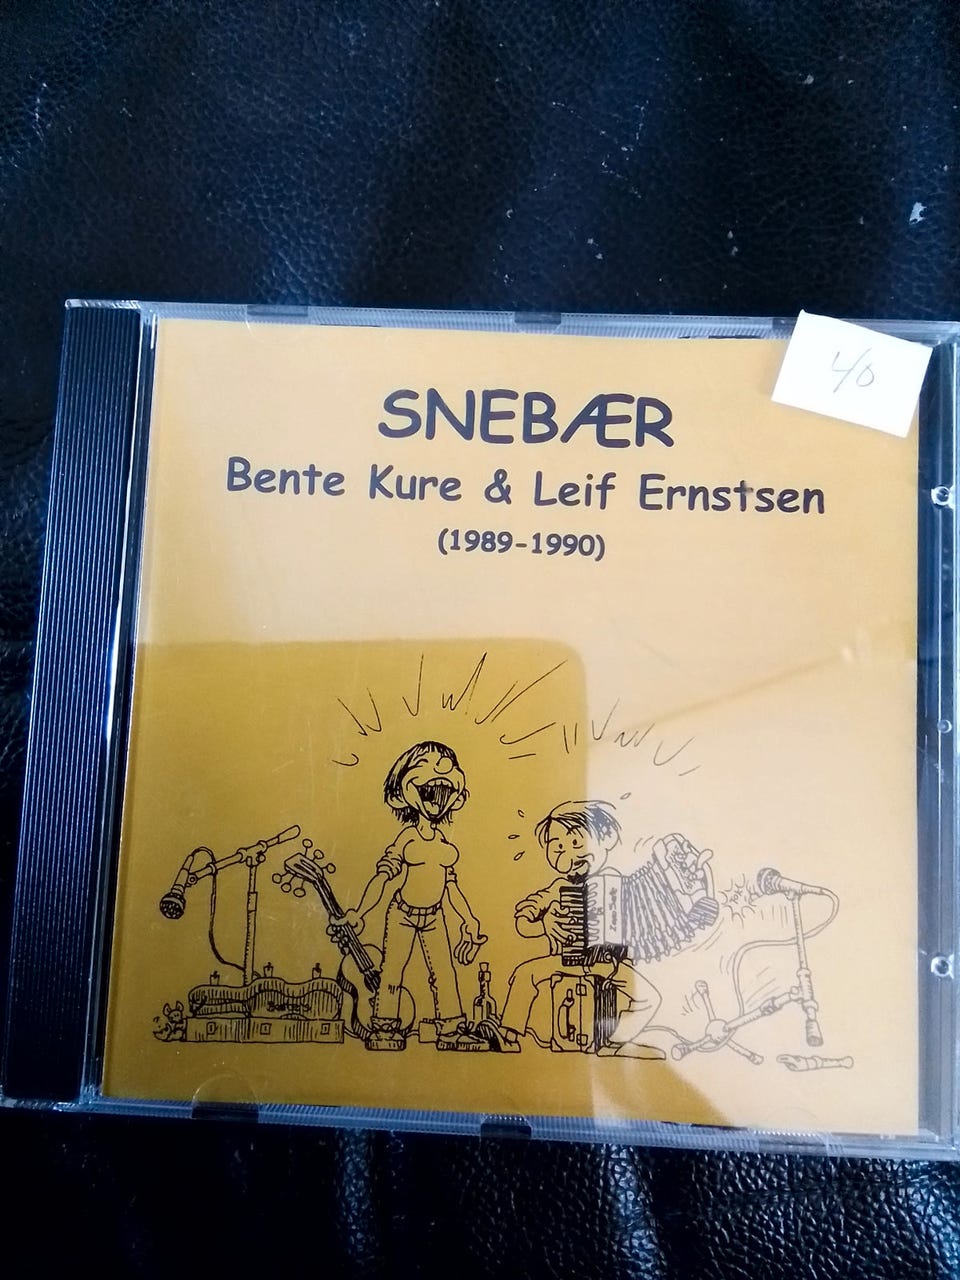 40
SNEBÆR
Bente Kure & Leif Ernstsen
(1989-1990)